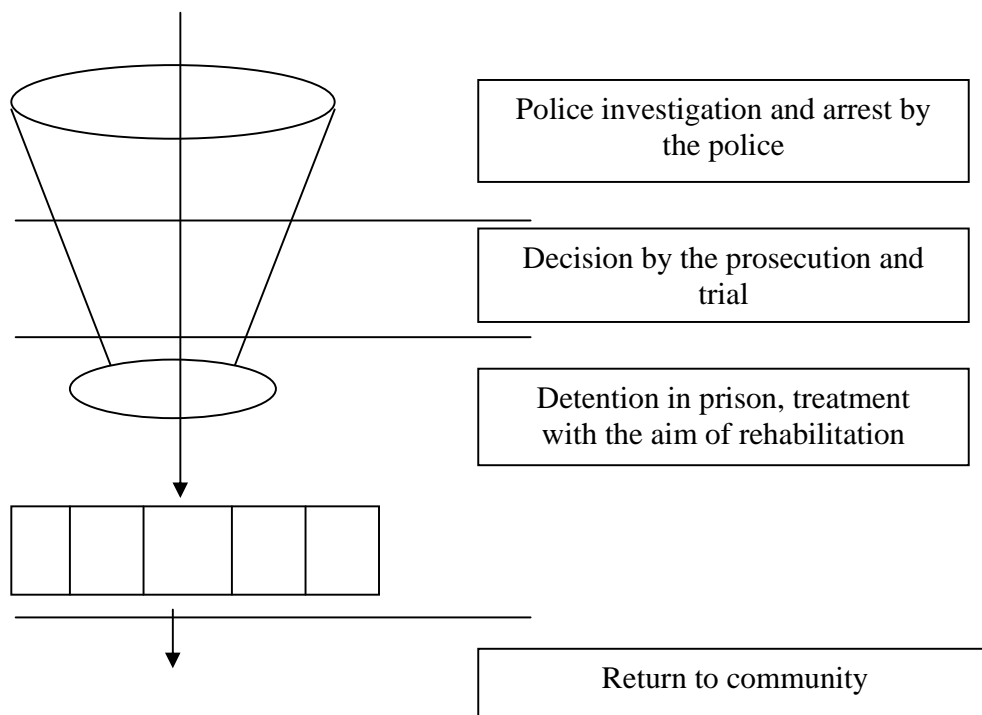 Police investigation and arrest by
the police
Decision by the prosecution and
trial
Detention in prison, treatment
with the aim of rehabilitation
Return to community